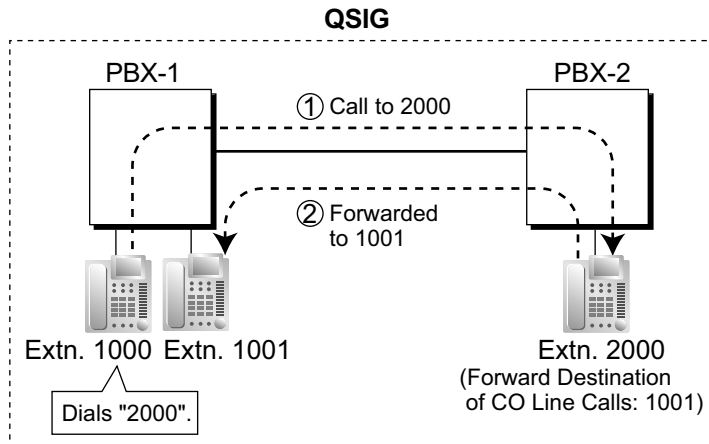 QSIG
PBX-1
PBX-2
① Call to 2000
② Forwarded
to 1001
Extn. 1000
Extn. 1001
Extn. 2000
(Forward Destination
of CO Line Calls: 1001)
Dials "2000".